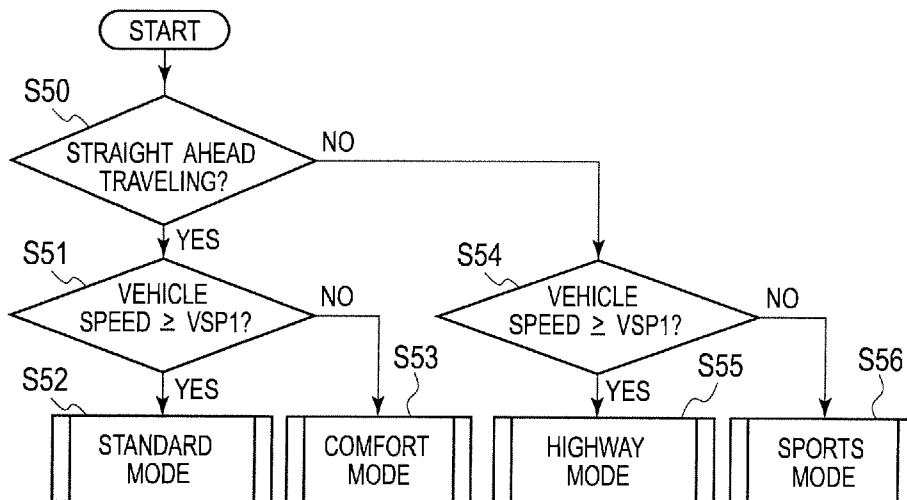 START
S50
STRAIGHT AHEAD
TRAVELING?
NO
YES
S51
VEHICLE
SPEED ≥ VSP1?
NO
S54
VEHICLE
SPEED ≥ VSP1?
NO
S52
YES
S53
YES
S55
S56
STANDARD
MODE
COMFORT
MODE
HIGHWAY
MODE
SPORTS
MODE